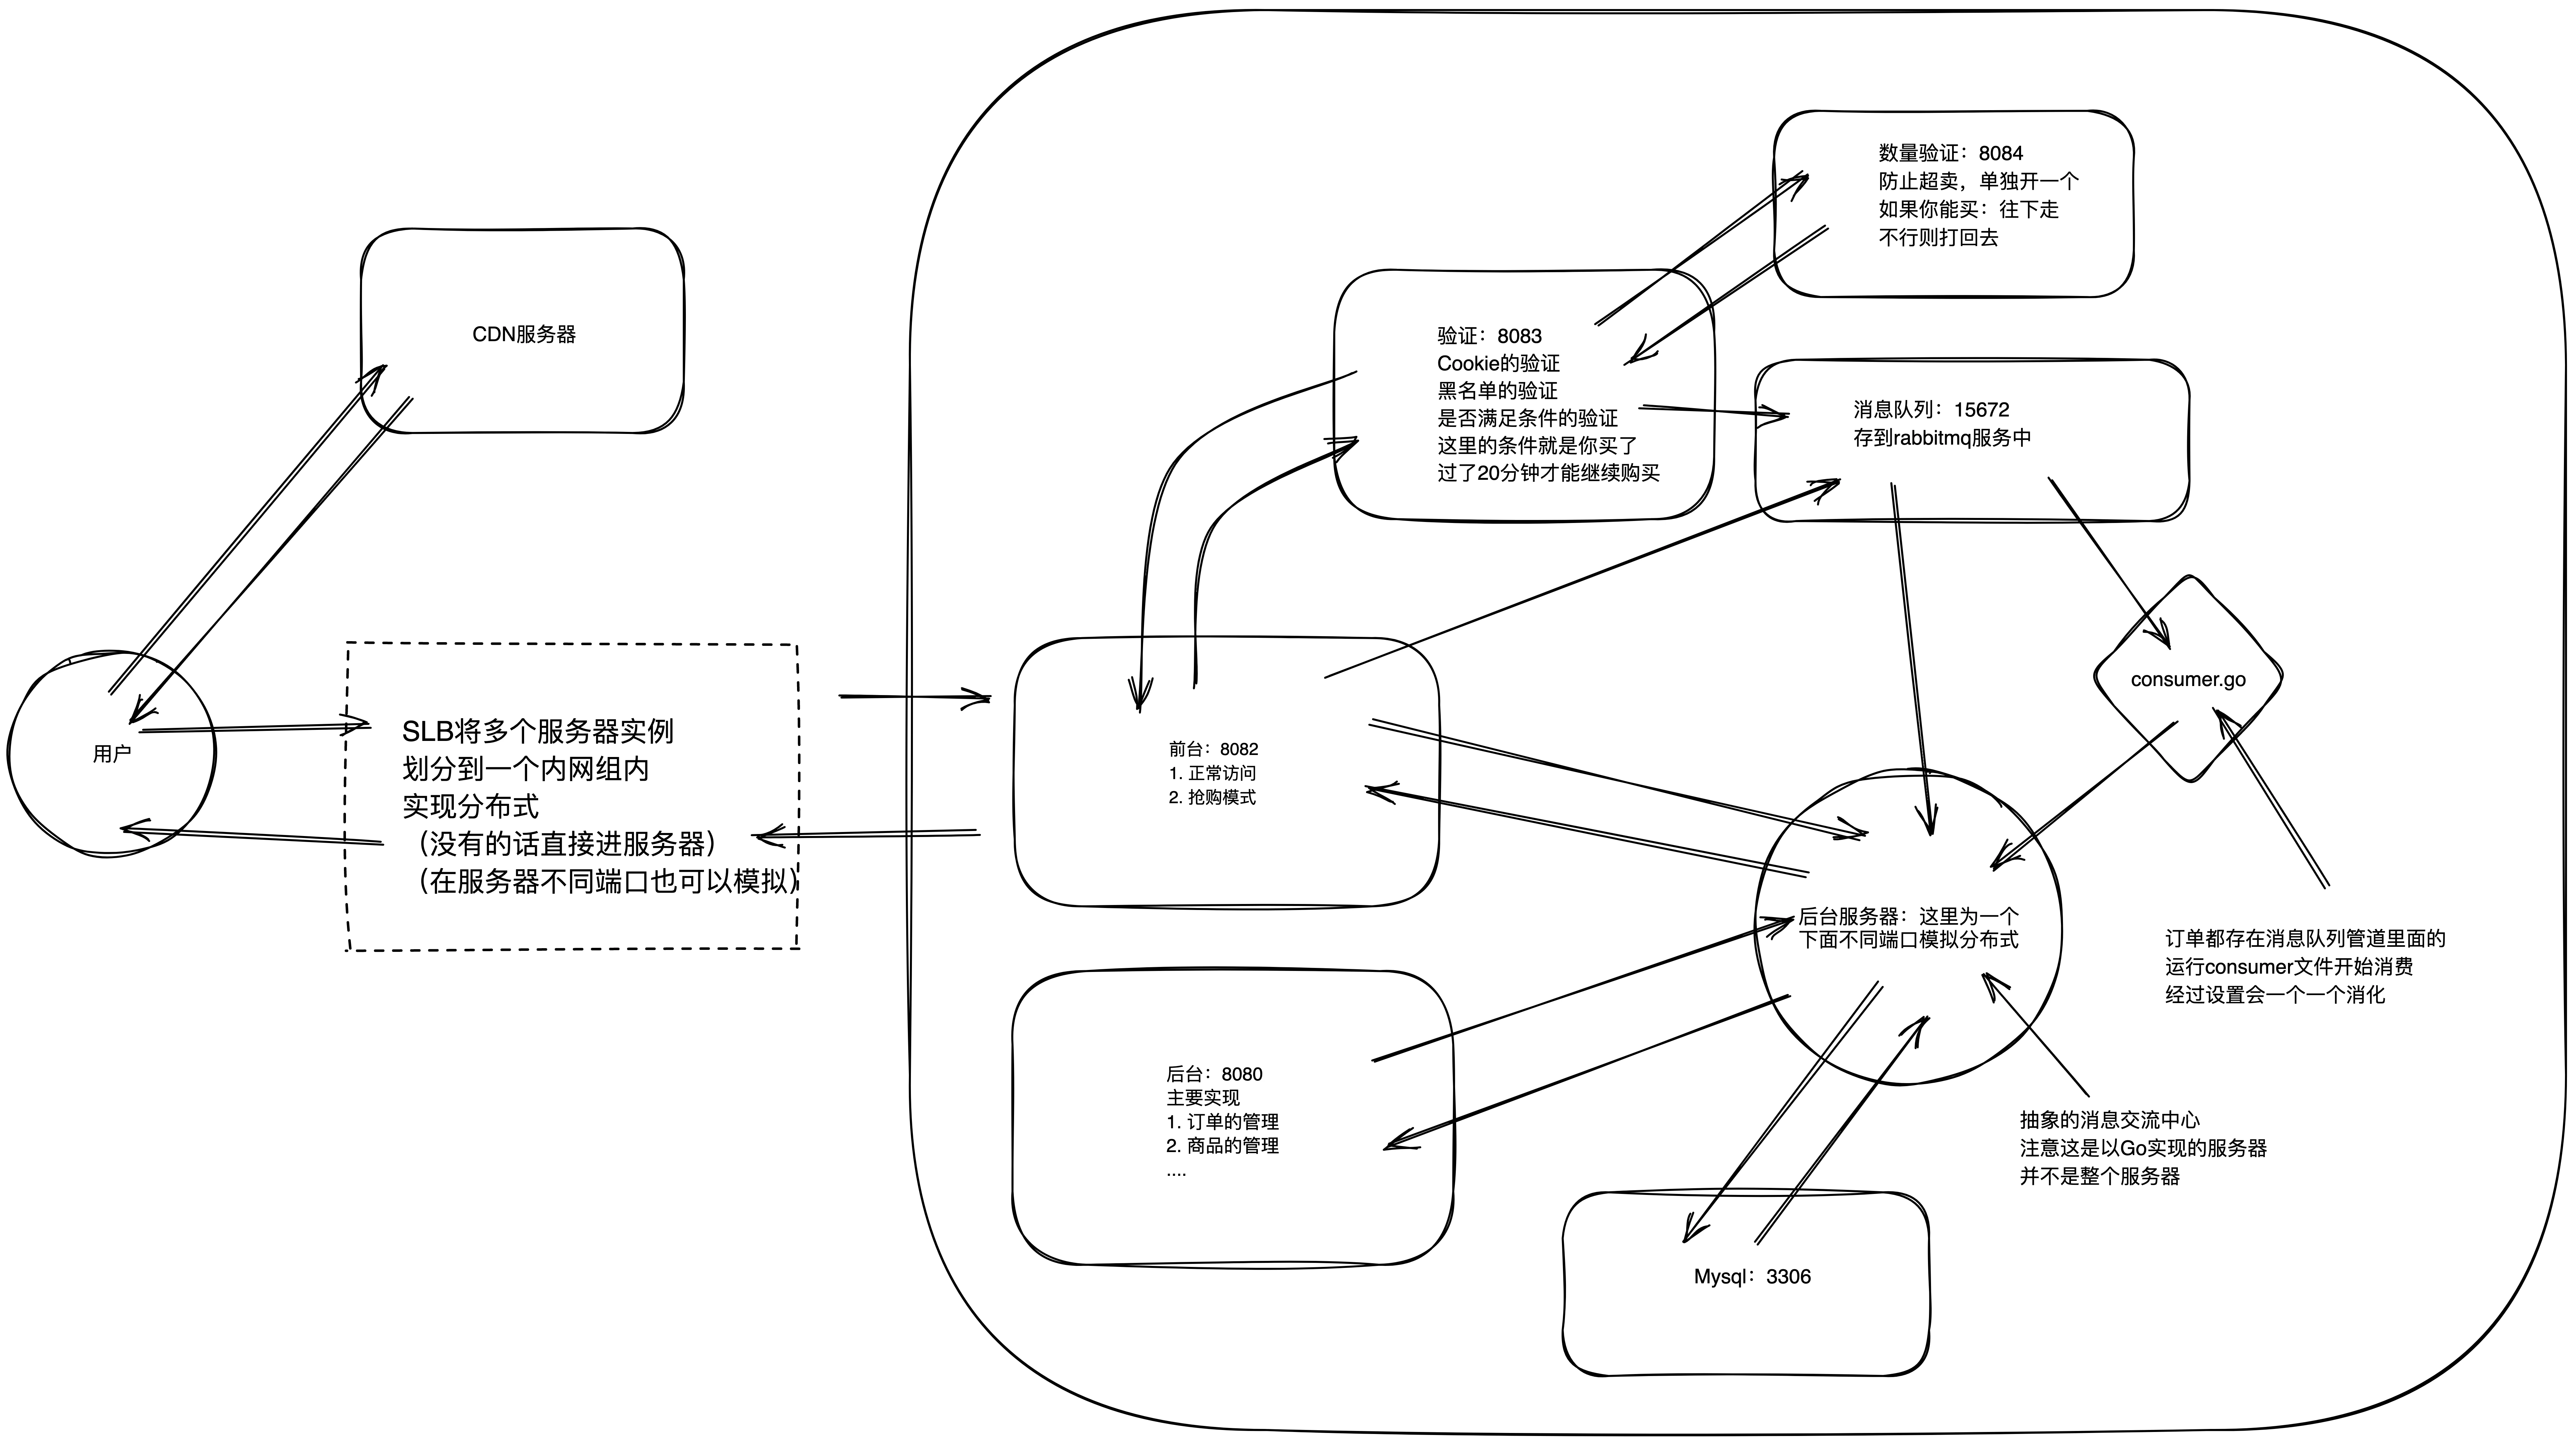 数量验证：8084
防止超卖，单独开一个
如果你能买：往下走
不行则打回去
CDN服务器
验证：8083
Cookie的验证
黑名单的验证
是否满足条件的验证
这里的条件就是你买了
过了20分钟才能继续购买
消息队列：15672
存到rabbitmq服务中
consumer.go
用户
SLB将多个服务器实例
划分到一个内网组内
实现分布式
（没有的话直接进服务器）
（在服务器不同端口也可以模拟）
前台：8082
1. 正常访问
2. 抢购模式
后台服务器：这里为一个
下面不同端口模拟分布式
订单都存在消息队列管道里面的
运行consumer文件开始消费
经过设置会一个一个消化
后台：8080
主要实现
1. 订单的管理
2. 商品的管理
....
抽象的消息交流中心
注意这是以Go实现的服务器
并不是整个服务器
Mysql：3306